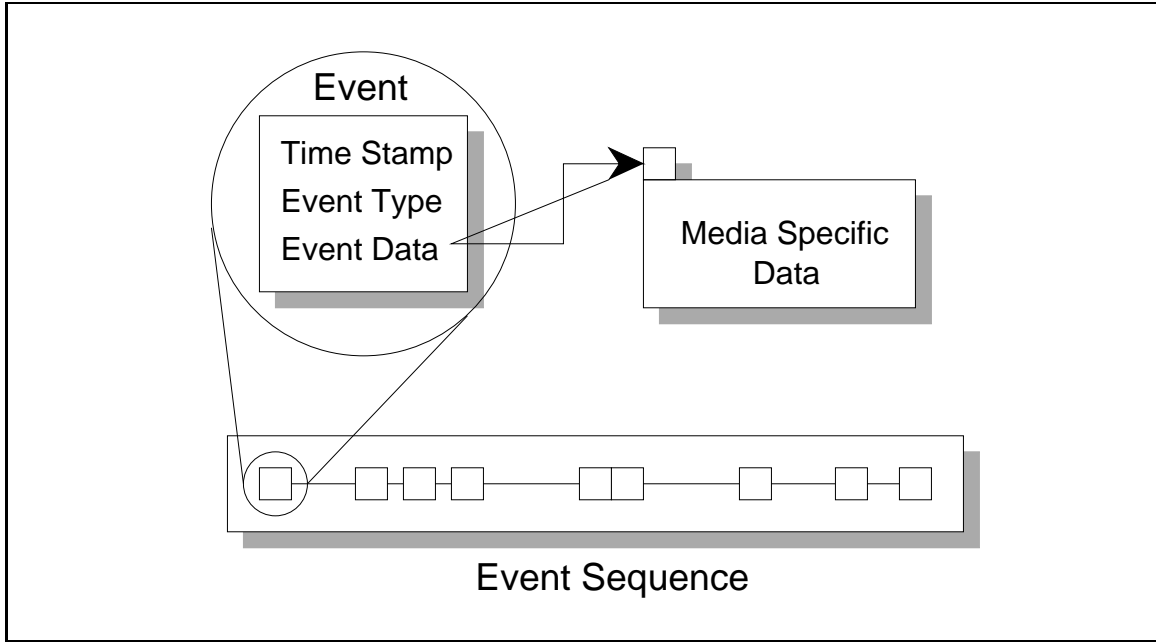 Event
Time Stamp
Event Type
Event Data
Media Specific
Data
Event Sequence